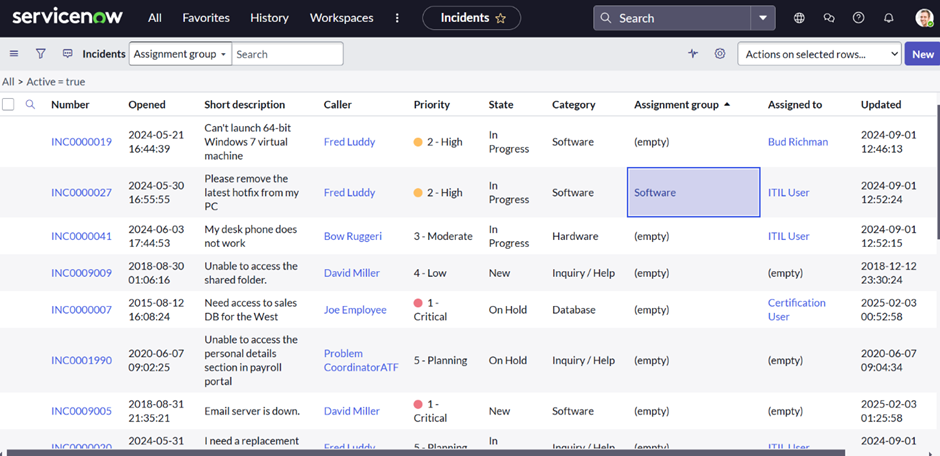 servicenow All Favorites History Workspaces Incidents Search
Incidents Assignment group Search Actions on selected rows... New
All > Active = true
Number Opened Short description Caller Priority State Category Assignment group Assigned to Updated
INC0000019 2024-05-21 16:44:39 Can't launch 64-bit Windows 7 virtual machine Fred Luddy 2 - High In Progress Software (empty) Bud Richman 2024-09-01 12:46:13
INC0000027 2024-05-30 16:55:55 Please remove the latest hotfix from my PC Fred Luddy 2 - High In Progress Software Software ITIL User 2024-09-01 12:52:24
INC0000041 2024-06-03 17:44:53 My desk phone does not work Bow Ruggeri 3 - Moderate In Progress Hardware (empty) ITIL User 2024-09-01 12:52:15
INC0009009 2018-08-30 01:06:16 Unable to access the shared folder. David Miller 4 - Low New Inquiry / Help (empty) (empty) 2018-12-12 23:30:24
INC0000007 2015-08-12 16:08:24 Need access to sales DB for the West Joe Employee 1 - Critical On Hold Database (empty) Certification User 2025-02-03 00:52:58
INC0001990 2020-06-07 09:02:25 Unable to access the personal details section in payroll portal Problem CoordinatorATF 5 - Planning On Hold Inquiry / Help (empty) (empty) 2020-06-07 09:04:34
INC0009005 2018-08-31 21:35:21 Email server is down. David Miller 1 - Critical New Software (empty) (empty) 2025-02-03 01:25:58
INC0000020 2024-05-31 I need a replacement Fred Luddy 5 - Planning In Inquiry / Help (empty) ITIL User 2024-09-01